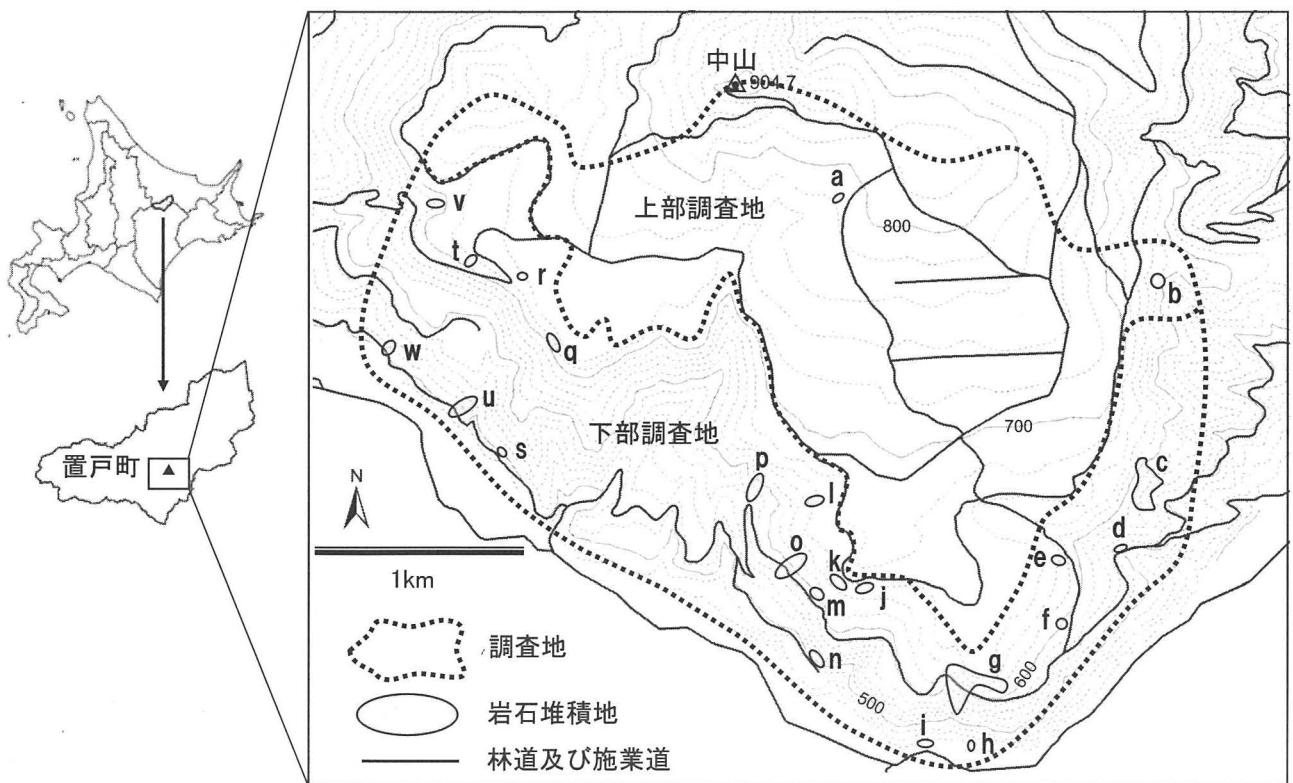 中山
904.7
a
上部調査地
800
v
t
r
b
q
w
u
下部調査地
700
s
c
p
l
d
o
e
k
j
m
f
n
g
600
500
i
h
置戸町
N
1km
調査地
岩石堆積地
林道及び施業道